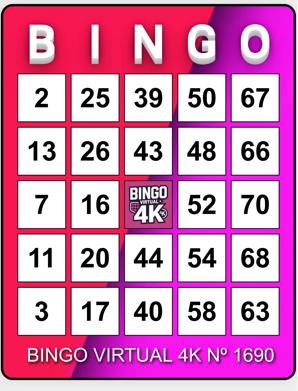 B I N G O
2 25 39 50 67
13 26 43 48 66
7 16 BINGO VIRTUAL 4K 52 70
11 20 44 54 68
3 17 40 58 63
BINGO VIRTUAL 4K Nº 1690